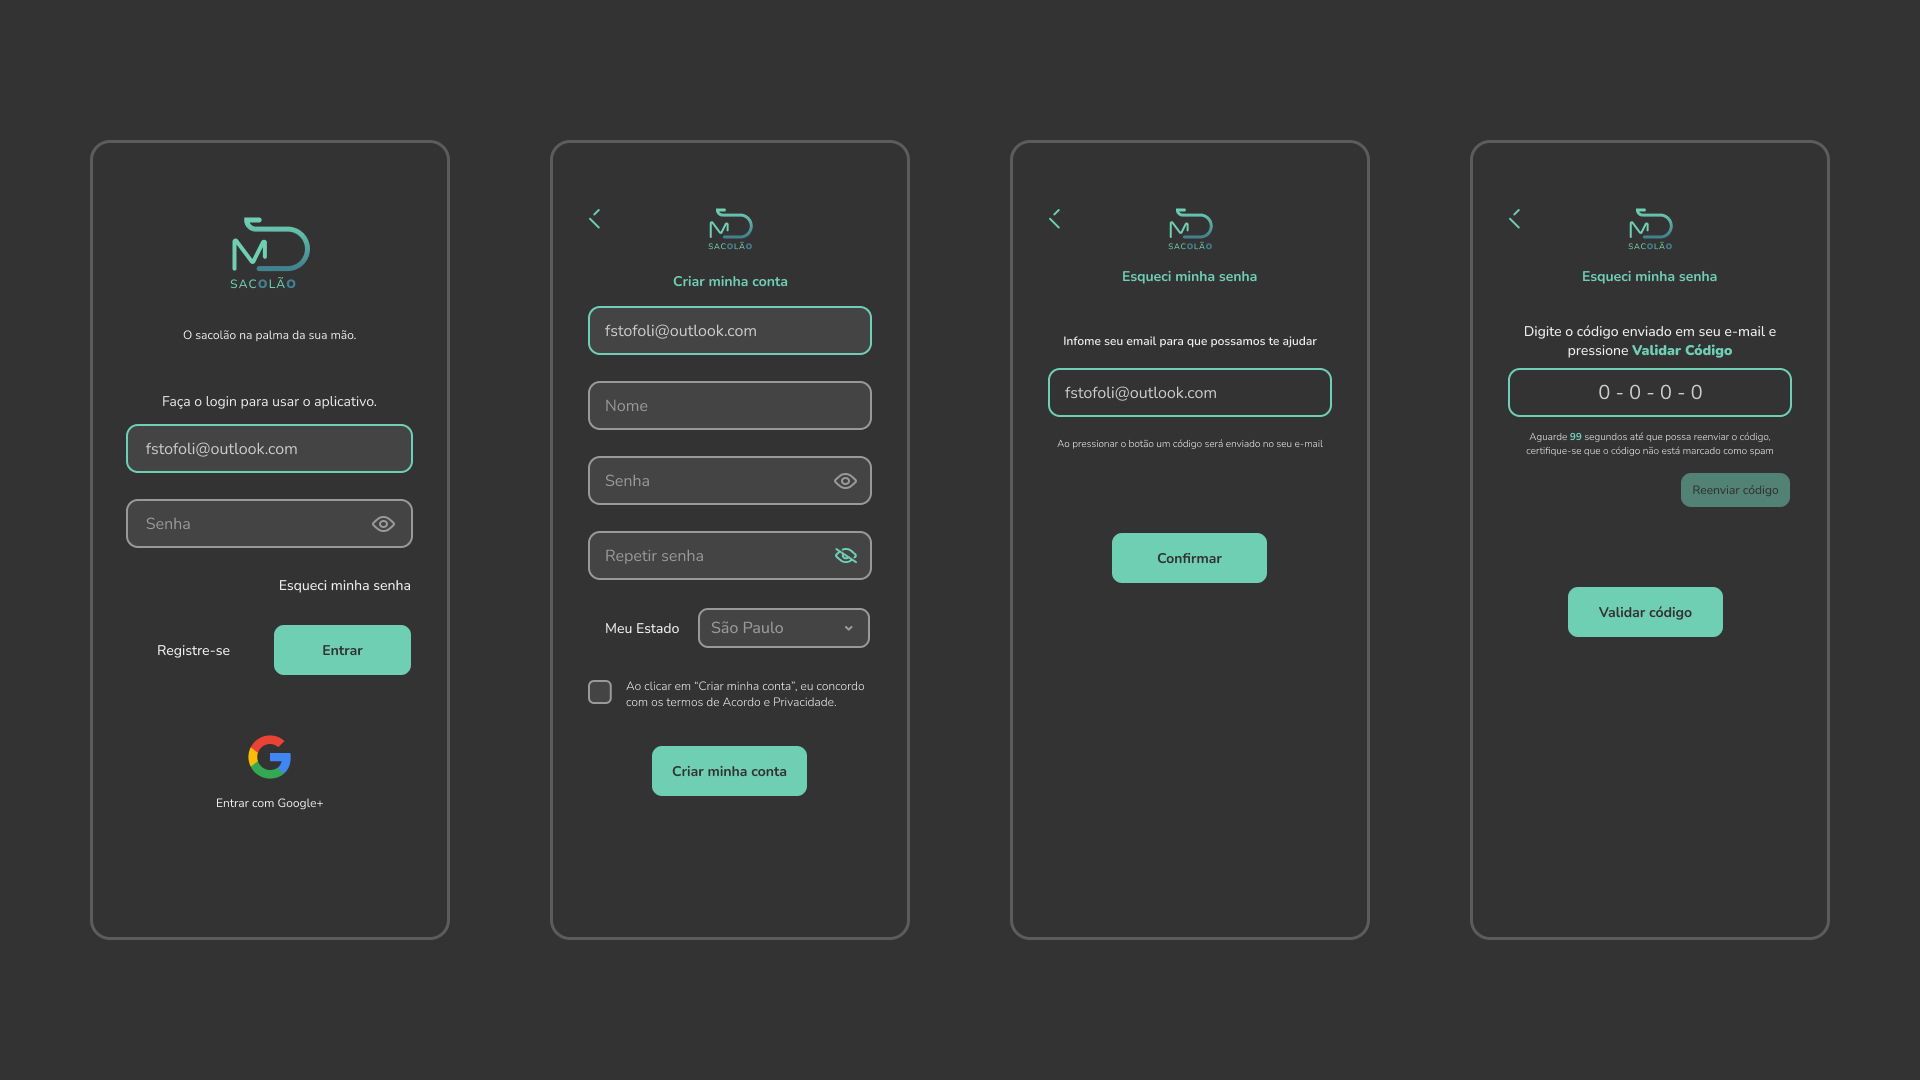 MD
SACOLÃO
O sacolão na palma da sua mão.
Faça o login para usar o aplicativo.
fstofoli@outlook.com
Senha
Esqueci minha senha
Registre-se
Entrar
Entrar com Google+
MD
SACOLÃO
Criar minha conta
fstofoli@outlook.com
Nome
Senha
Repetir senha
Meu Estado
São Paulo
Ao clicar em “Criar minha conta”, eu concordo
com os termos de Acordo e Privacidade.
Criar minha conta
MD
SACOLÃO
Esqueci minha senha
Infome seu email para que possamos te ajudar
fstofoli@outlook.com
Ao pressionar o botão um código será enviado no seu e-mail
Confirmar
MD
SACOLÃO
Esqueci minha senha
Digite o código enviado em seu e-mail e
pressione Validar Código
0 - 0 - 0 - 0
Aguarde 99 segundos até que possa reenviar o código,
certifique-se que o código não está marcado como spam
Reenviar código
Validar código